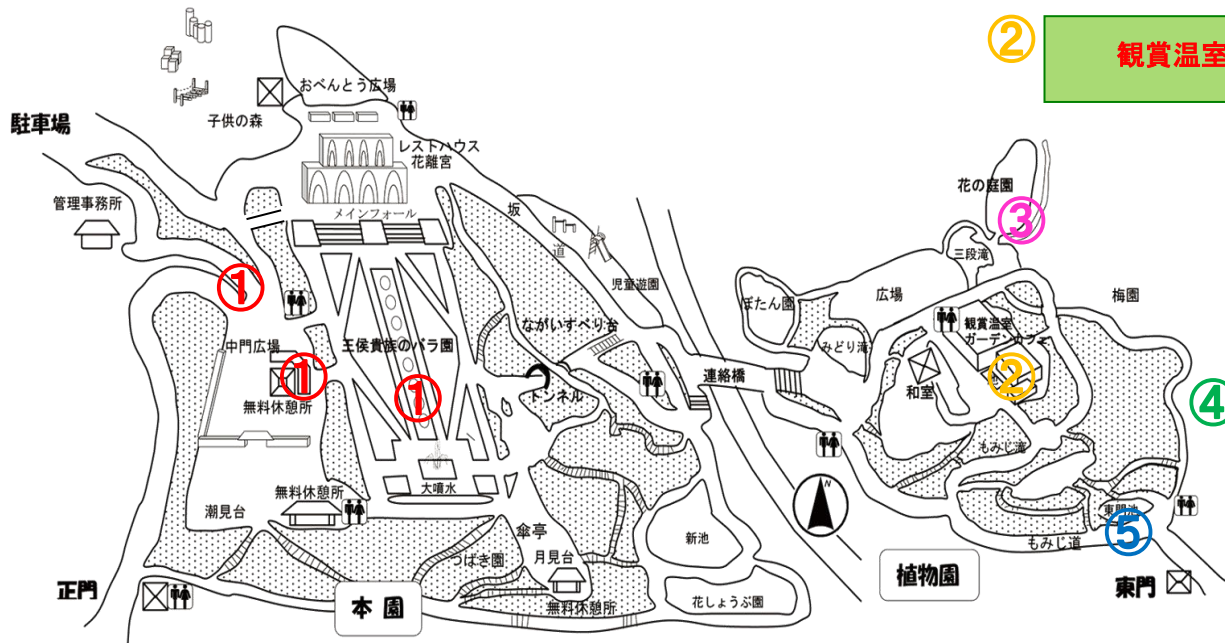 ②
観賞温室
おべんとう広場
子供の森
駐車場
レストハウス
花離宮
管理事務所
メインフォール
坂
道
児童遊園
花の庭園
③
三段滝
広場
ぼたん園
梅園
①
中門広場
王侯貴族のバラ園
ながいすべり台
みどり滝
観賞温室
ガーデンカフェ
①
無料休憩所
①
トンネル
連絡橋
和室
②
④
もみじ滝
大噴水
無料休憩所
潮見台
傘亭
新池
N
東門池
⑤
もみじ道
つばき園
月見台
植物園
東門
正門
本園
無料休憩所
花しょうぶ園